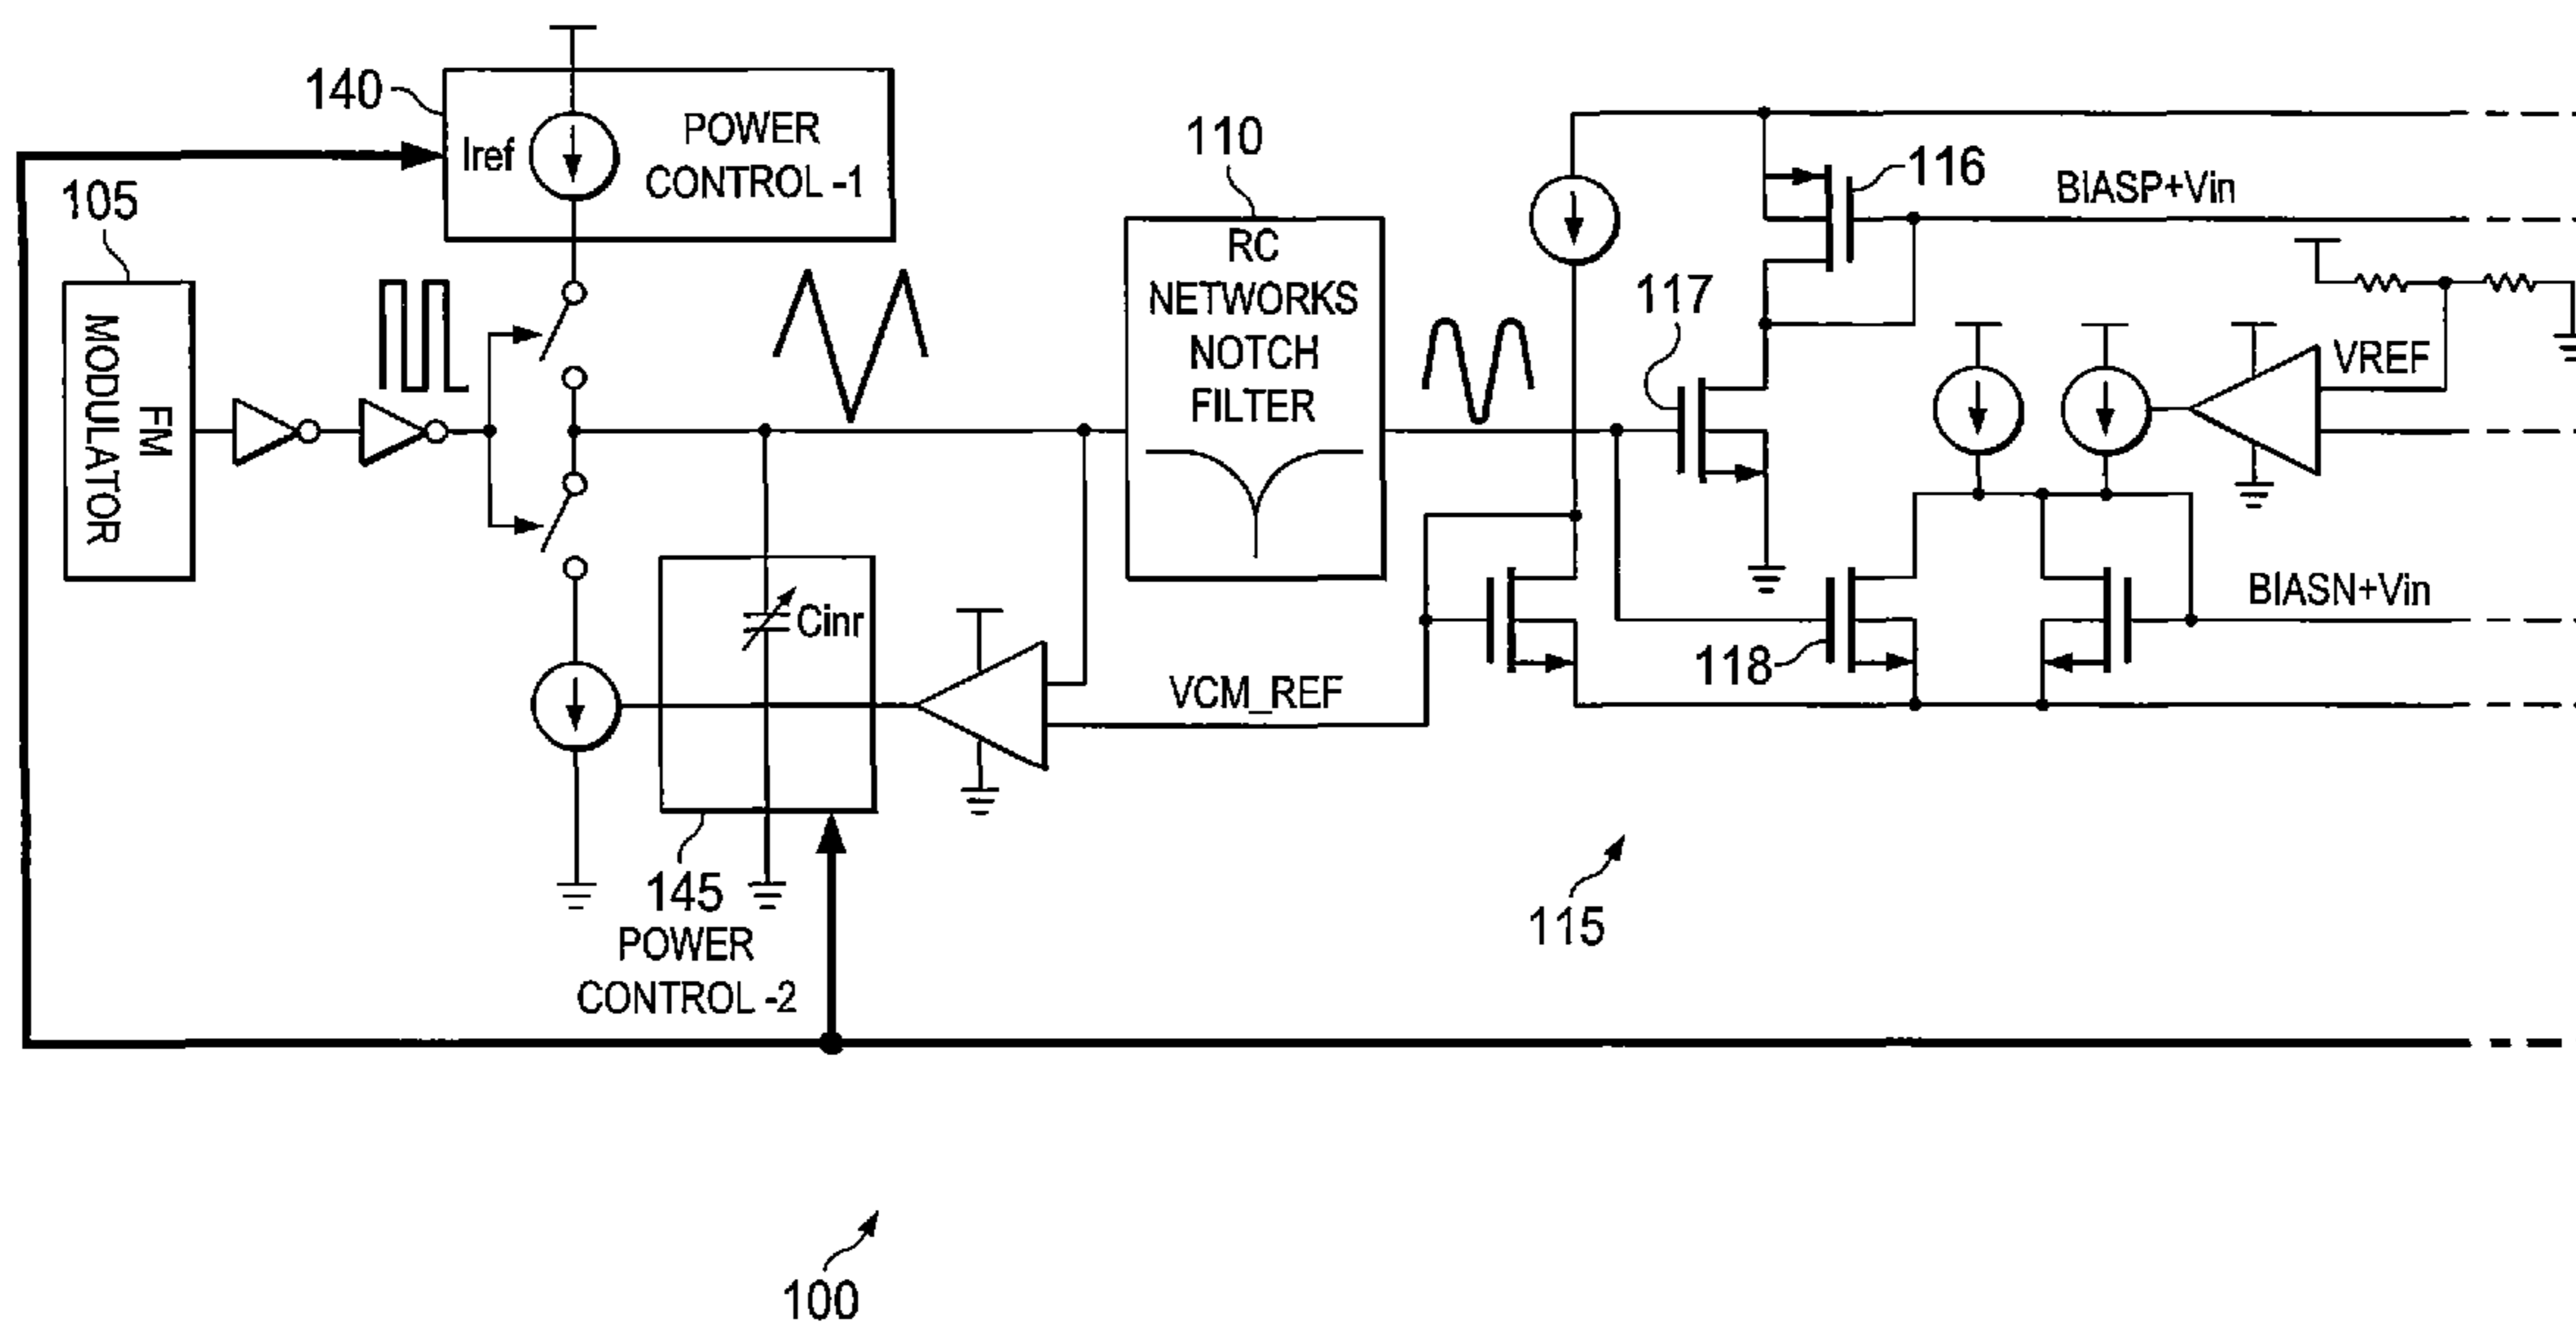 140
Iref
POWER
CONTROL -1
105
FM
MODULATOR
110
RC
NETWORKS
NOTCH
FILTER
116
BIASP+Vin
117
VREF
118
BIASN+Vin
Cinr
VCM_REF
145
POWER
CONTROL -2
115
100